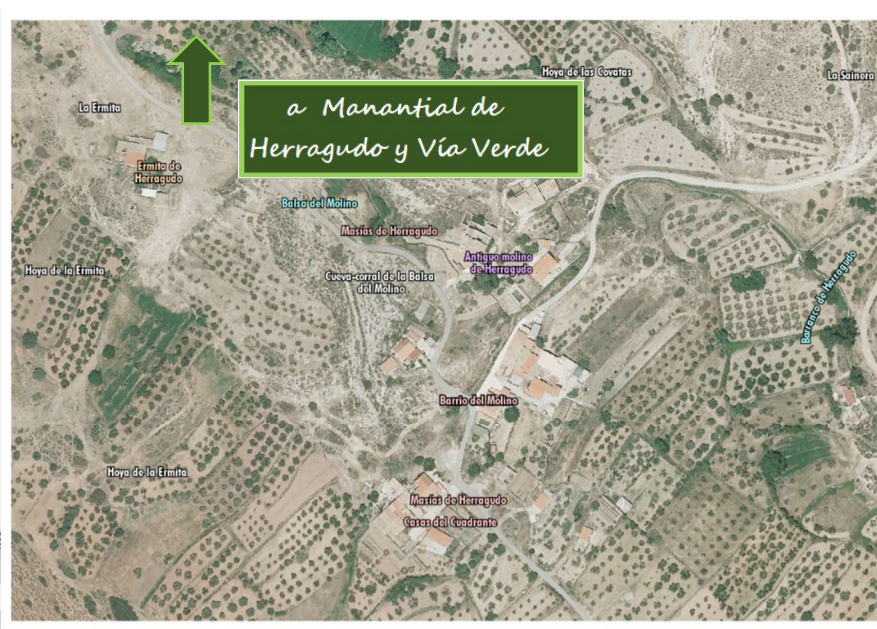 Hoya de las Covatas
La Sainera
a Manantial de
Herragudo y Vía Verde
La Ermita
Ermita de
Herragudo
Balsa del Molino
Masías de Herragudo
Antiguo molino
de Herragudo
Hoya de la Ermita
Cueva-corral de la Balsa
del Molino
Barranco de Herragudo
Barrio del Molino
Hoya de la Ermita
Masías de Herragudo
Casas del Cuadrante